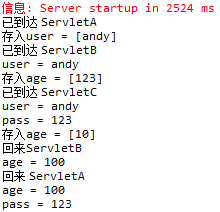 信息: Server startup in 2524 ms
已到达 ServletA
存入user = [andy]
已到达 ServletB
user = andy
存入age = [123]
已到达 ServletC
user = andy
pass = 123
存入age = [10]
回来ServletB
age = 100
回来 ServletA
age = 100
pass = 123